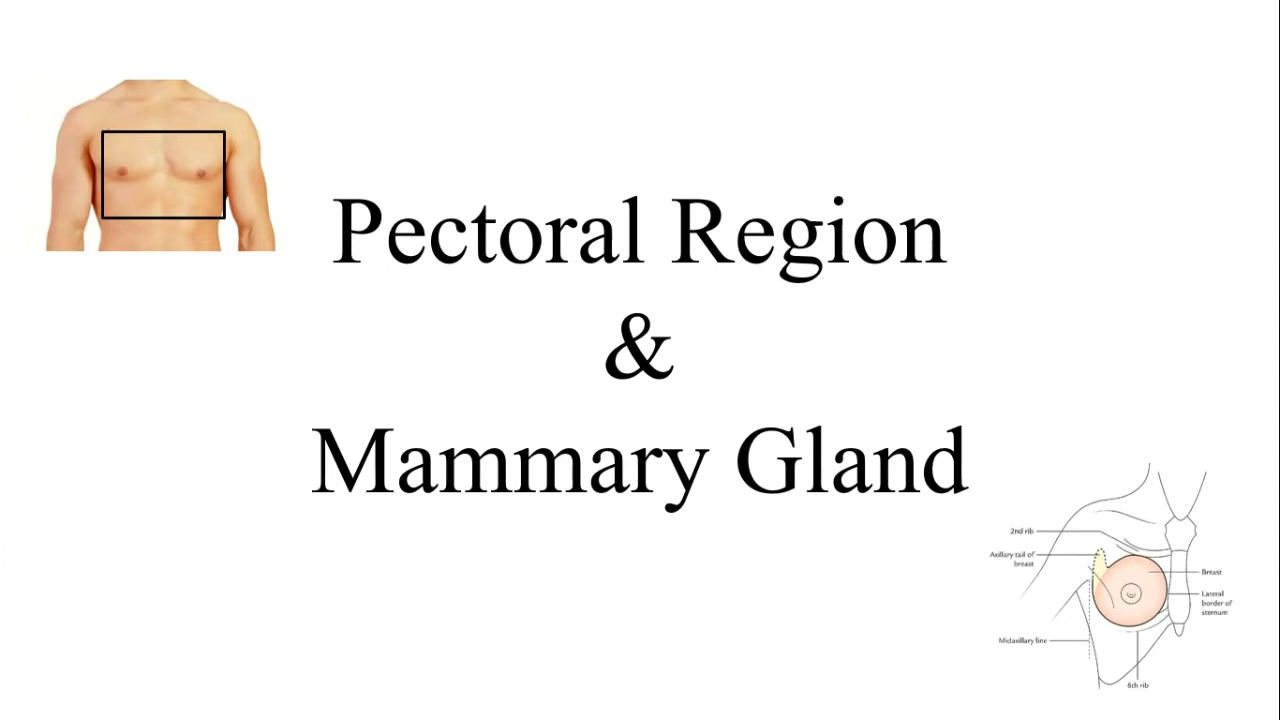 Pectoral Region
&
Mammary Gland
2nd rib
Axillary tail of
breast
Breast
Lateral
border of
sternum
Midaxillary line
6th rib